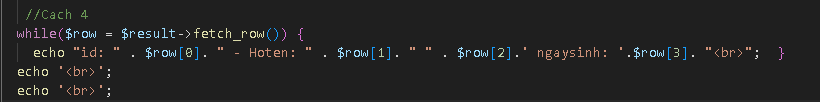 //Cach 4
while($row = $result->fetch_row()) {
echo "id: " . $row[0]. " - Hoten: " . $row[1]. " " . $row[2].' ngaysinh: '.$row[3]. "<br>"; }
echo '<br>';
echo '<br>';